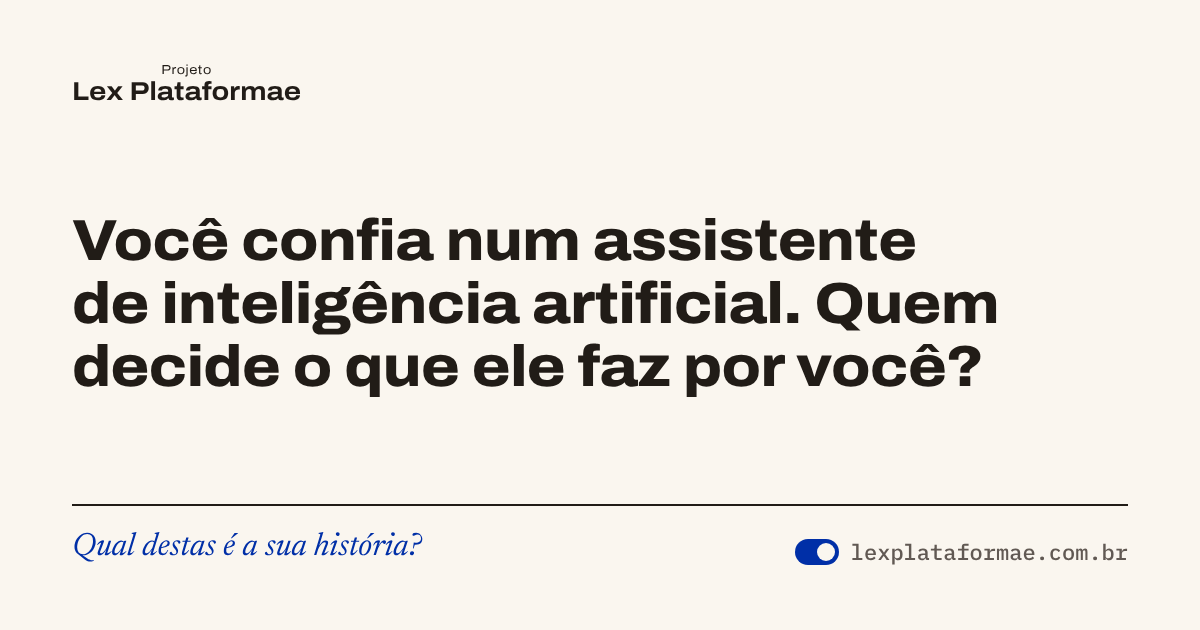 Projeto
Lex Plataformae
Você confia num assistente
de inteligência artificial. Quem
decide o que ele faz por você?
Qual destas é a sua história?
lexplataformae.com.br